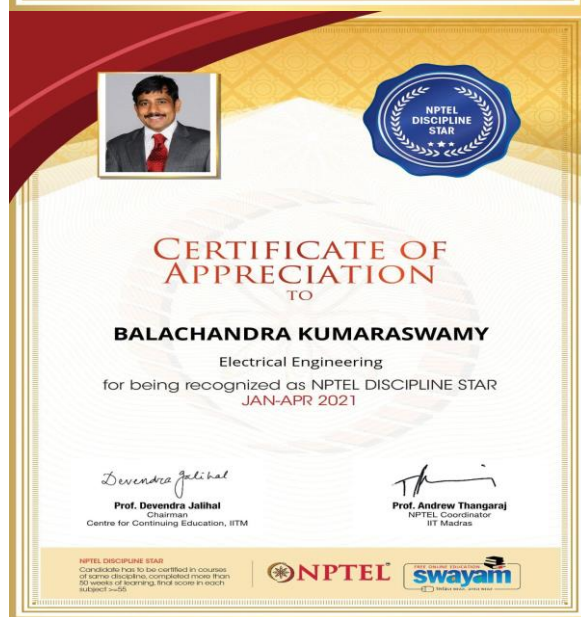 NPTEL
DISCIPLINE
STAR
CERTIFICATE OF
APPRECIATION
TO
BALACHANDRA KUMARASWAMY
Electrical Engineering
for being recognized as NPTEL DISCIPLINE STAR
JAN-APR 2021
Devendra Jalihal
Prof. Devendra Jalihal
Chairman
Centre for Continuing Education, IITM
Prof. Andrew Thangaraj
NPTEL Coordinator
IIT Madras
NPTEL DISCIPLINE STAR
Candidate has to be certified in courses
of same discipline, completed more than
50 weeks of learning, final score in each
subject >=55
NPTEL
FREE ONLINE EDUCATION
swayam